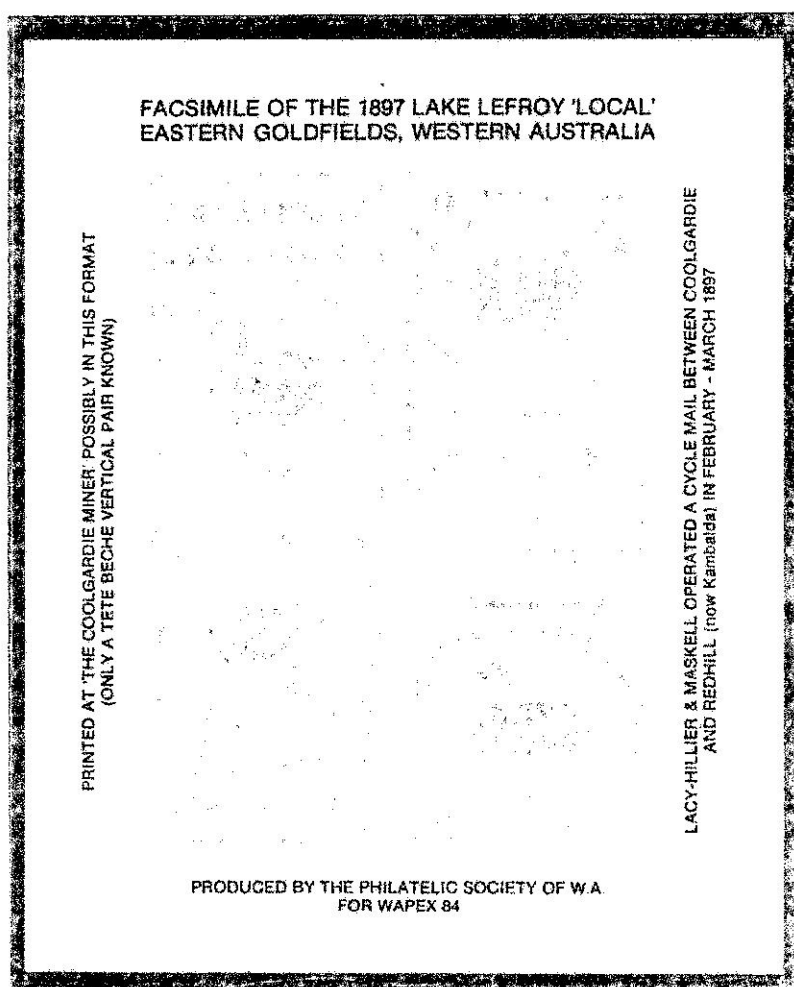 FACSIMILE OF THE 1897 LAKE LEFROY 'LOCAL'
EASTERN GOLDFIELDS, WESTERN AUSTRALIA
PRINTED AT 'THE COOLGARDIE MINER' POSSIBLY IN THIS FORMAT
(ONLY A TETE BECHE VERTICAL PAIR KNOWN)
LACY-HILLIER & MASKELL OPERATED A CYCLE MAIL BETWEEN COOLGARDIE
AND REDHILL (now Kambalda) IN FEBRUARY - MARCH 1897
PRODUCED BY THE PHILATELIC SOCIETY OF W.A.
FOR WAPEX 84